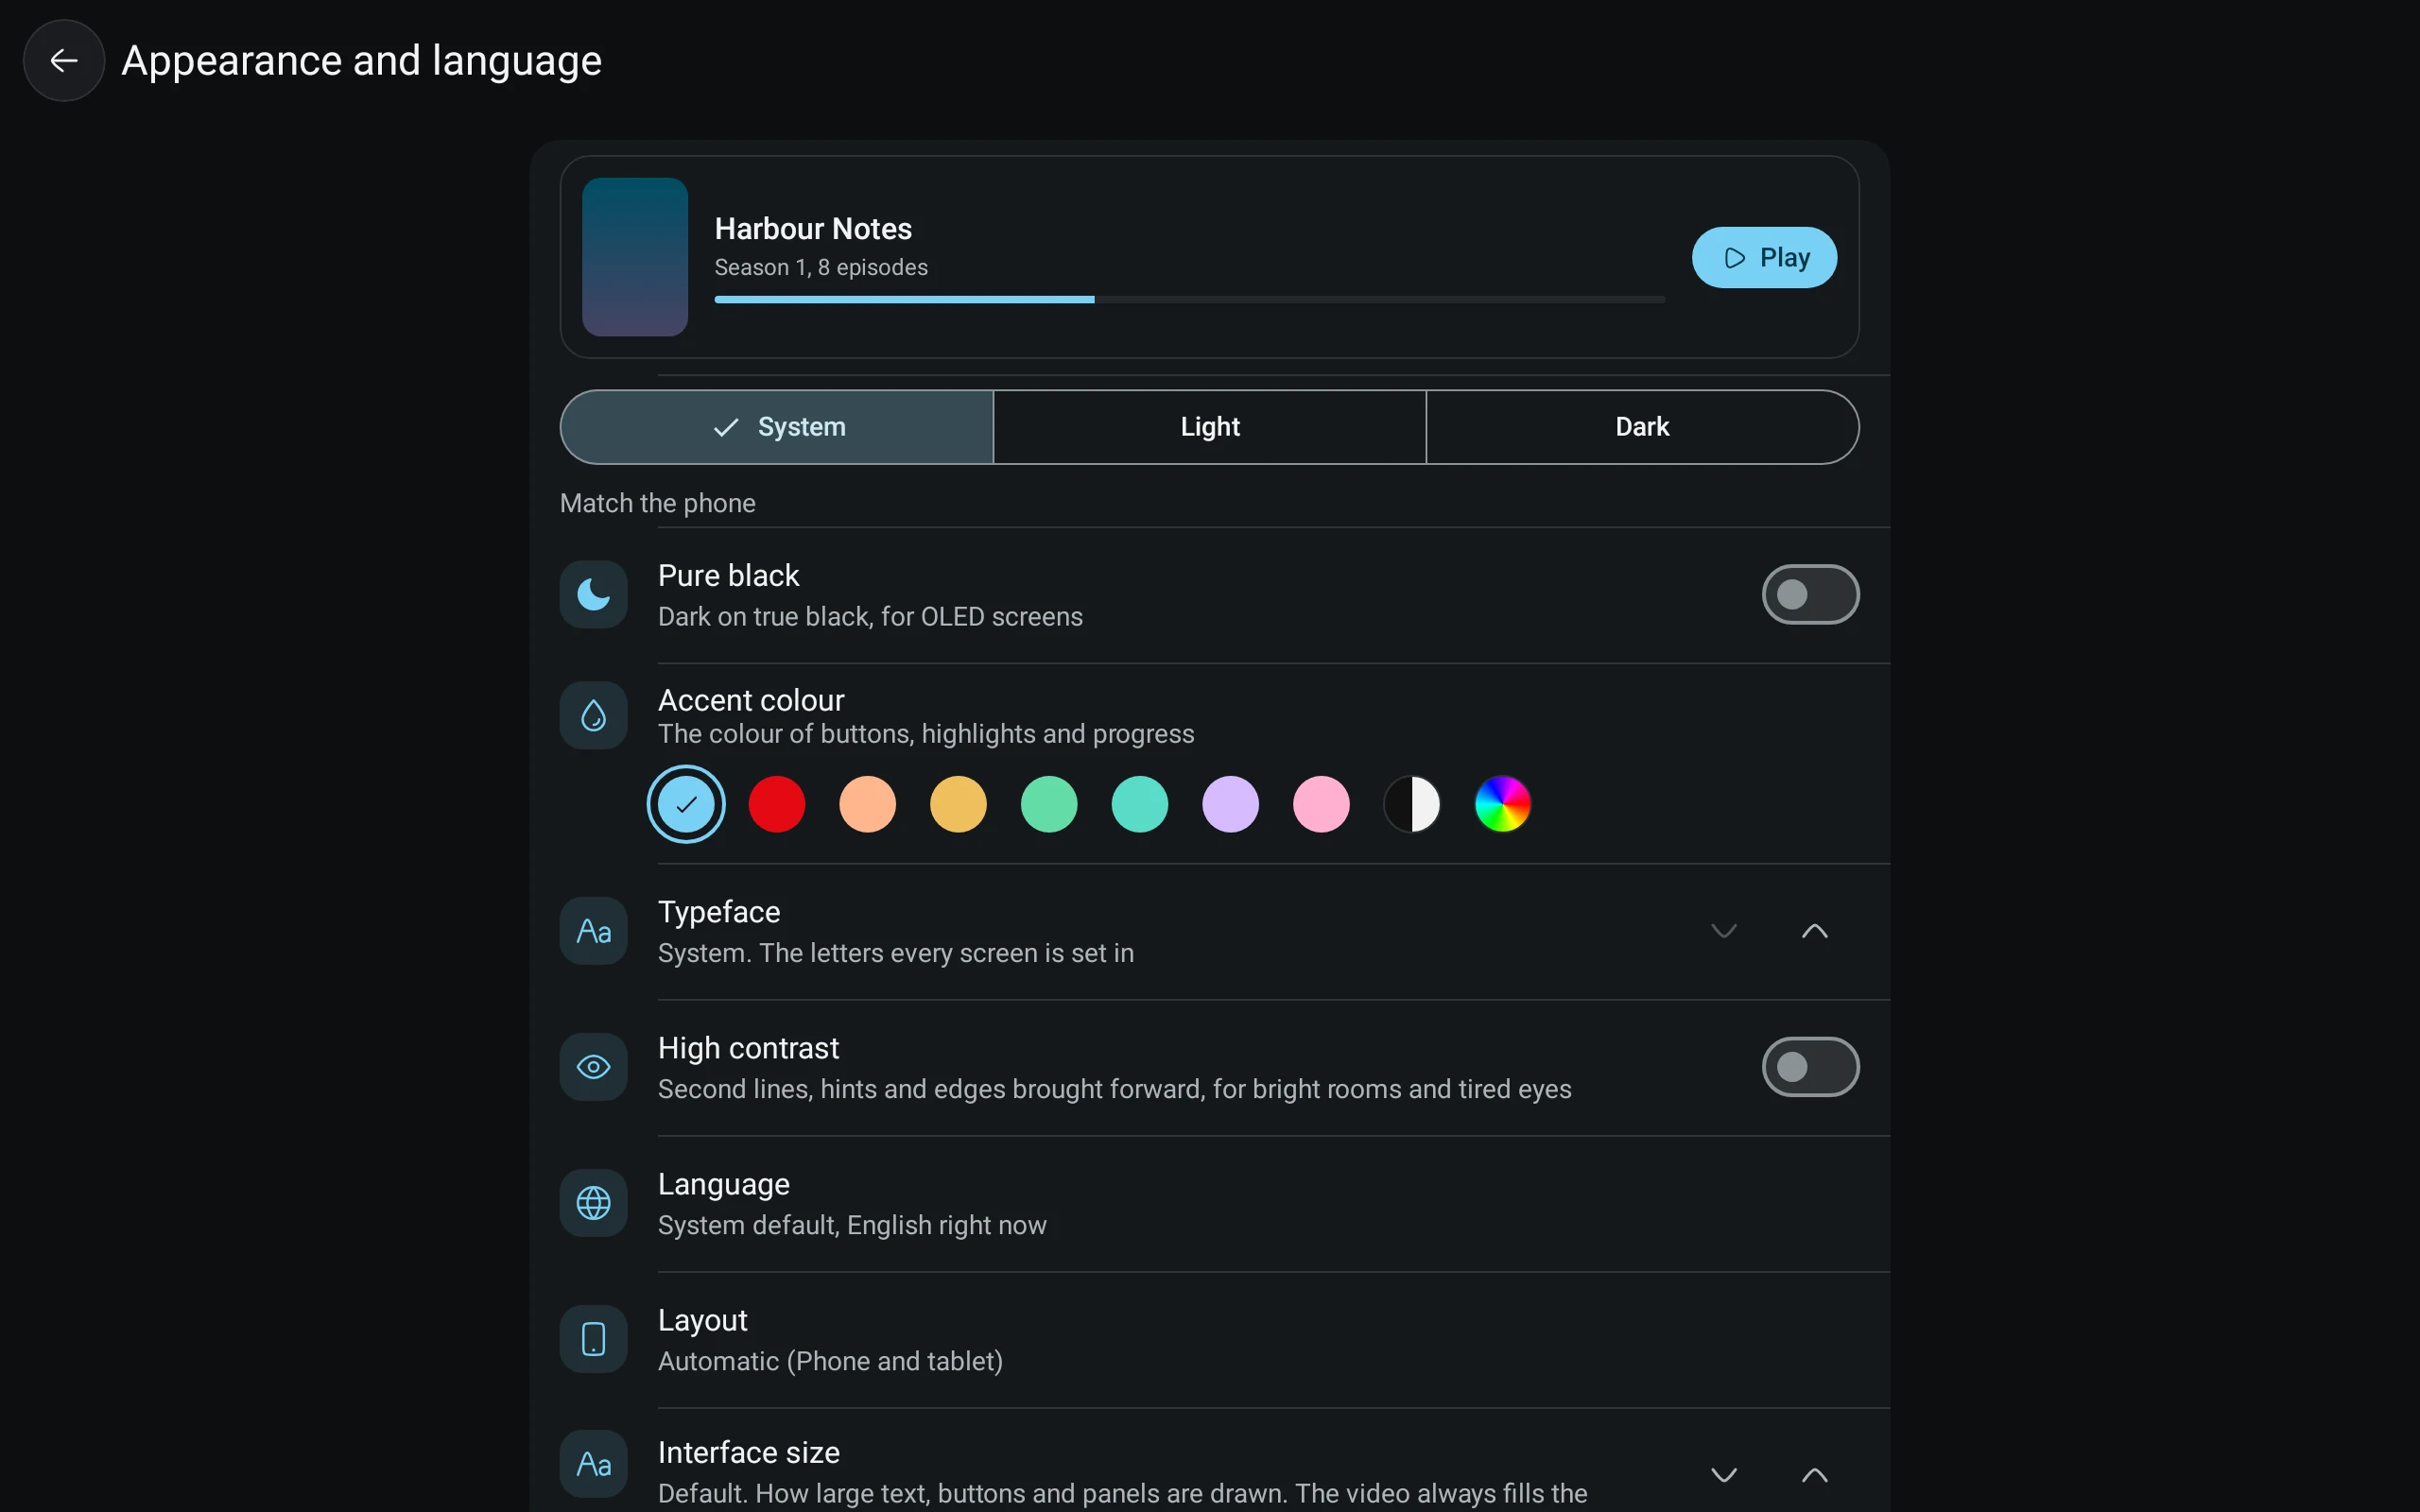 Appearance and language
Harbour Notes
Season 1, 8 episodes
Play
System
Light
Dark
Match the phone
Pure black
Dark on true black, for OLED screens
Accent colour
The colour of buttons, highlights and progress
Aa
Typeface
System. The letters every screen is set in
High contrast
Second lines, hints and edges brought forward, for bright rooms and tired eyes
Language
System default, English right now
Layout
Automatic (Phone and tablet)
Aa
Interface size
Default. How large text, buttons and panels are drawn. The video always fills the